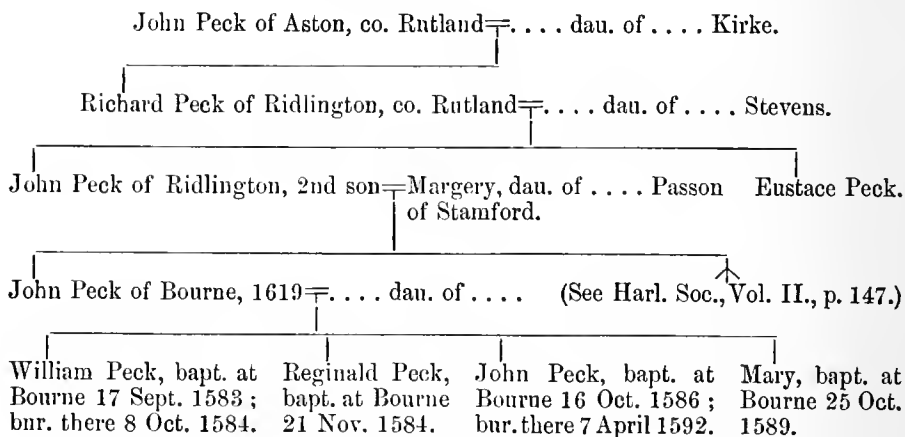 John Peck of Aston, co. Rutland=.... dau. of .... Kirke.
Richard Peck of Ridlington, co. Rutland=.... dau. of .... Stevens.
John Peck of Ridlington, 2nd son=Margery, dau. of .... Passon
of Stamford.
Eustace Peck.
John Peck of Bourne, 1619=.... dau. of ....
(See Harl. Soc., Vol. II., p. 147.)
William Peck, bapt. at
Bourne 17 Sept. 1583 ;
bur. there 8 Oct. 1584.
Reginald Peck,
bapt. at Bourne
21 Nov. 1584.
John Peck, bapt. at
Bourne 16 Oct. 1586 ;
bur. there 7 April 1592.
Mary, bapt. at
Bourne 25 Oct.
1589.